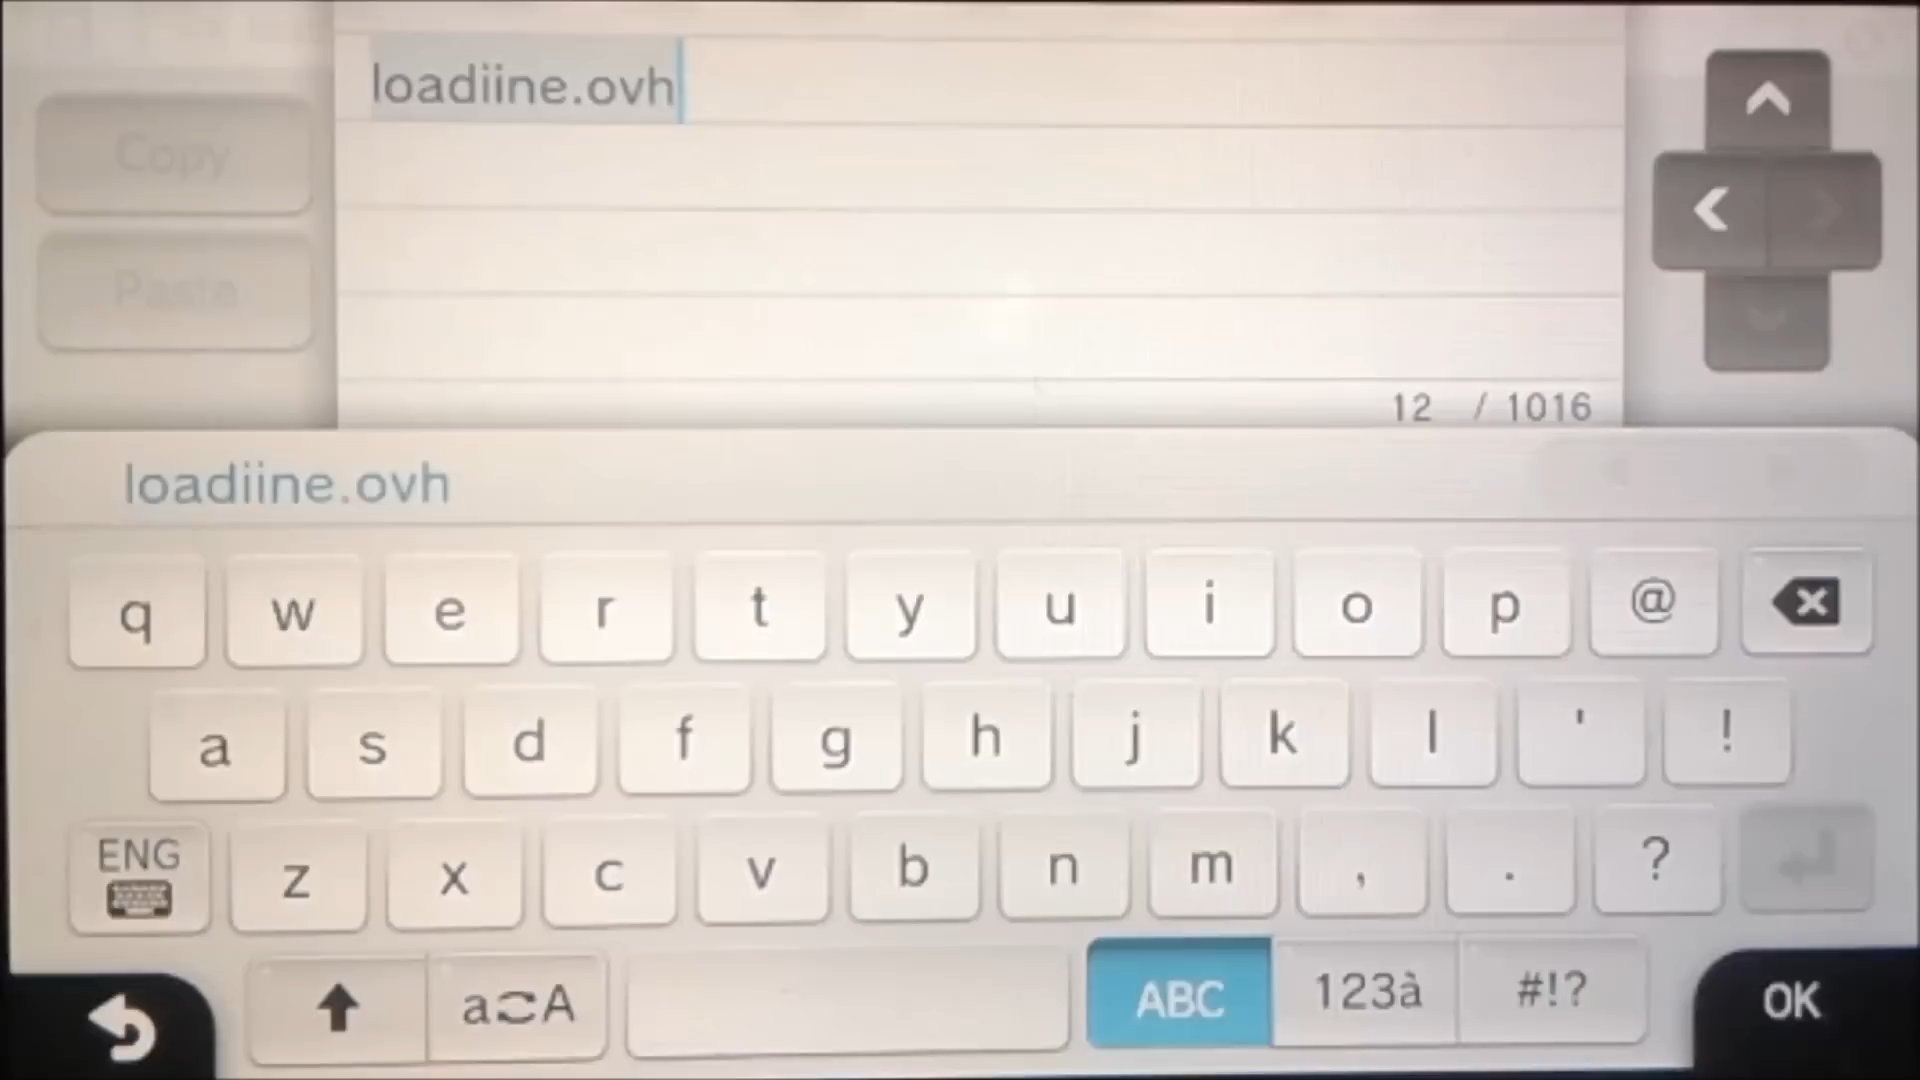 loadiine.ovh
Copy
Paste
12 / 1016
loadiine.ovh
q w e r t y u i o p @
a s d f g h j k l ' !
ENG z x c v b n m , . ?
a A ABC 123à #!? OK